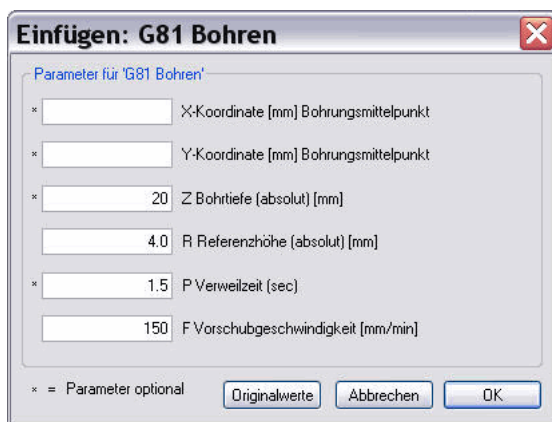 Einfügen: G81 Bohren
Parameter für 'G81 Bohren'
* X-Koordinate [mm] Bohrungsmittelpunkt
* Y-Koordinate [mm] Bohrungsmittelpunkt
* 20 Z Bohrtiefe (absolut) [mm]
4.0 R Referenzhöhe (absolut) [mm]
* 1.5 P Verweilzeit (sec)
150 F Vorschubgeschwindigkeit [mm/min]
* = Parameter optional Originalwerte Abbrechen OK